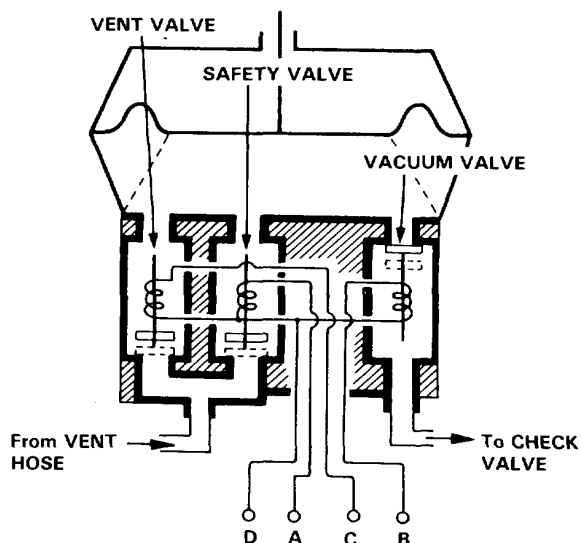 VENT VALVE
SAFETY VALVE
VACUUM VALVE
From VENT
HOSE
To CHECK
VALVE
D A C B